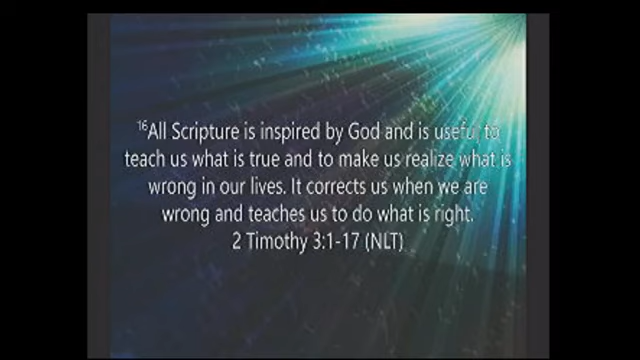 16All Scripture is inspired by God and is useful to
teach us what is true and to make us realize what is
wrong in our lives. It corrects us when we are
wrong and teaches us to do what is right.
2 Timothy 3:1-17 (NLT)